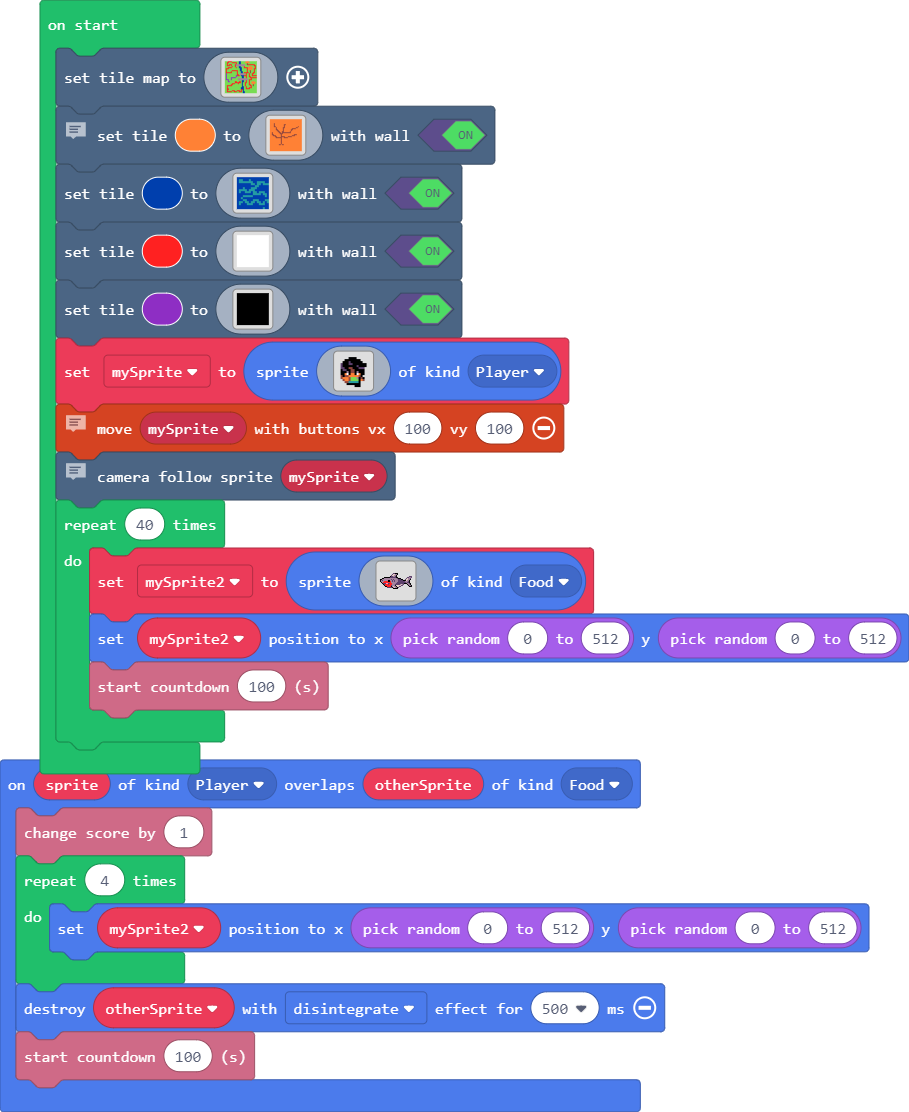 on start
set tile map to
set tile to with wall ON
set tile to with wall ON
set tile to with wall ON
set tile to with wall ON
set mySprite to sprite of kind Player
move mySprite with buttons vx 100 vy 100
camera follow sprite mySprite
repeat 40 times
do
set mySprite2 to sprite of kind Food
set mySprite2 position to x pick random 0 to 512 y pick random 0 to 512
start countdown 100 (s)
on sprite of kind Player overlaps otherSprite of kind Food
change score by 1
repeat 4 times
do
set mySprite2 position to x pick random 0 to 512 y pick random 0 to 512
destroy otherSprite with disintegrate effect for 500 ms
start countdown 100 (s)